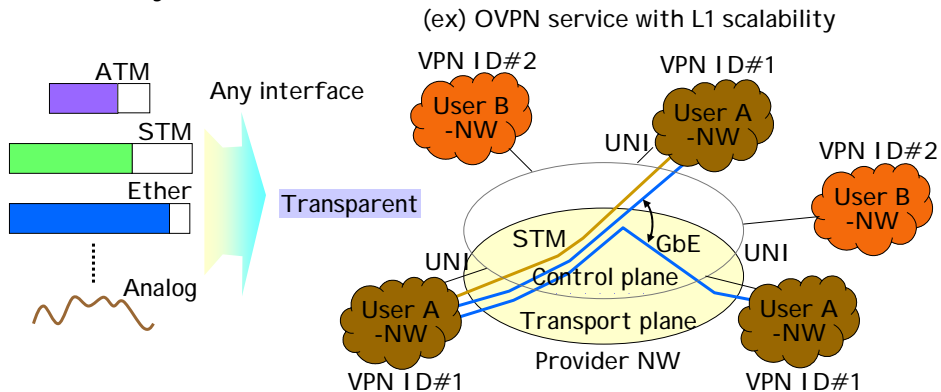 (ex) OVPN service with L1 scalability
ATM
STM
Ether
Analog
Any interface
Transparent
VPN ID#2
User B
-NW
VPN ID#1
User A
-NW
UNI
VPN ID#2
User B
-NW
STM
GbE
UNI
UNI
Control plane
Transport plane
Provider NW
User A
-NW
VPN ID#1
User A
-NW
VPN ID#1